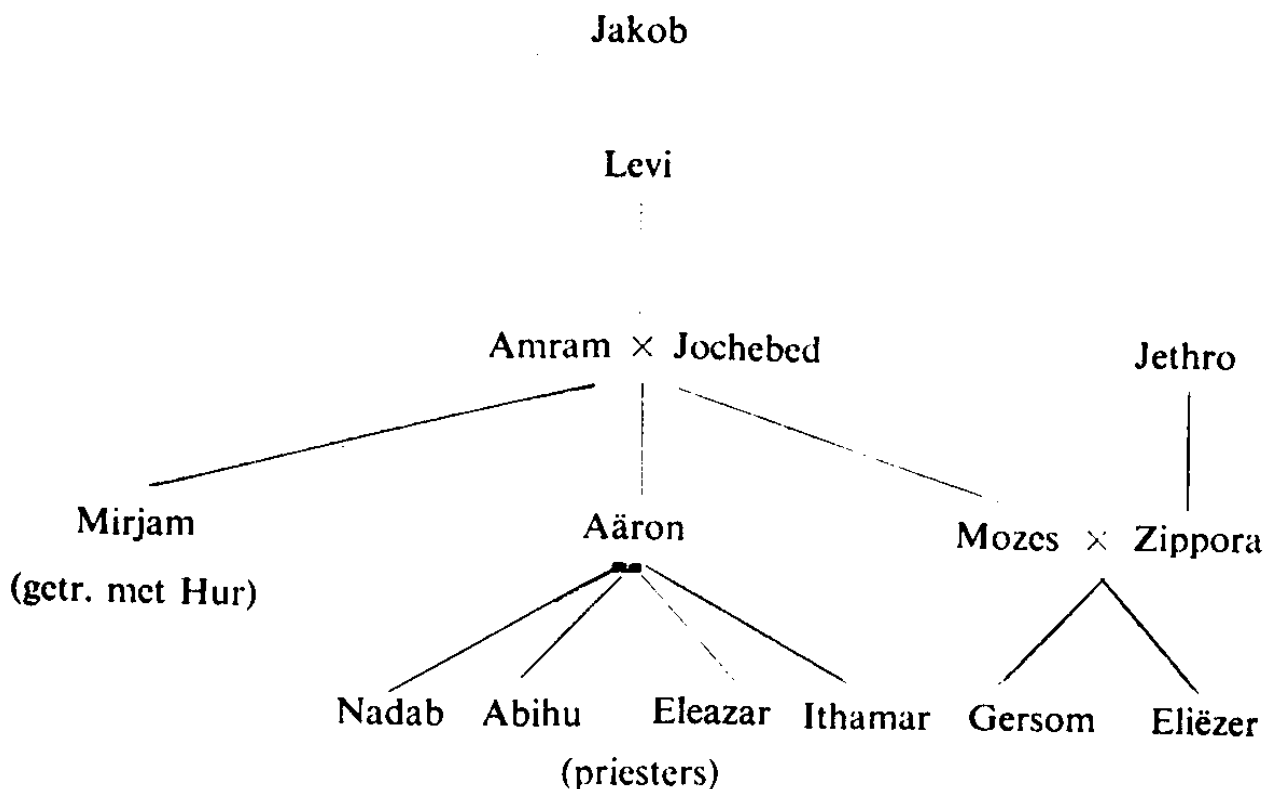 Jakob
Levi
Amram × Jochebed
Jethro
Mirjam
Aäron
Mozes × Zippora
(getr. met Hur)
Nadab Abihu Eleazar Ithamar Gersom Eliëzer
(priesters)